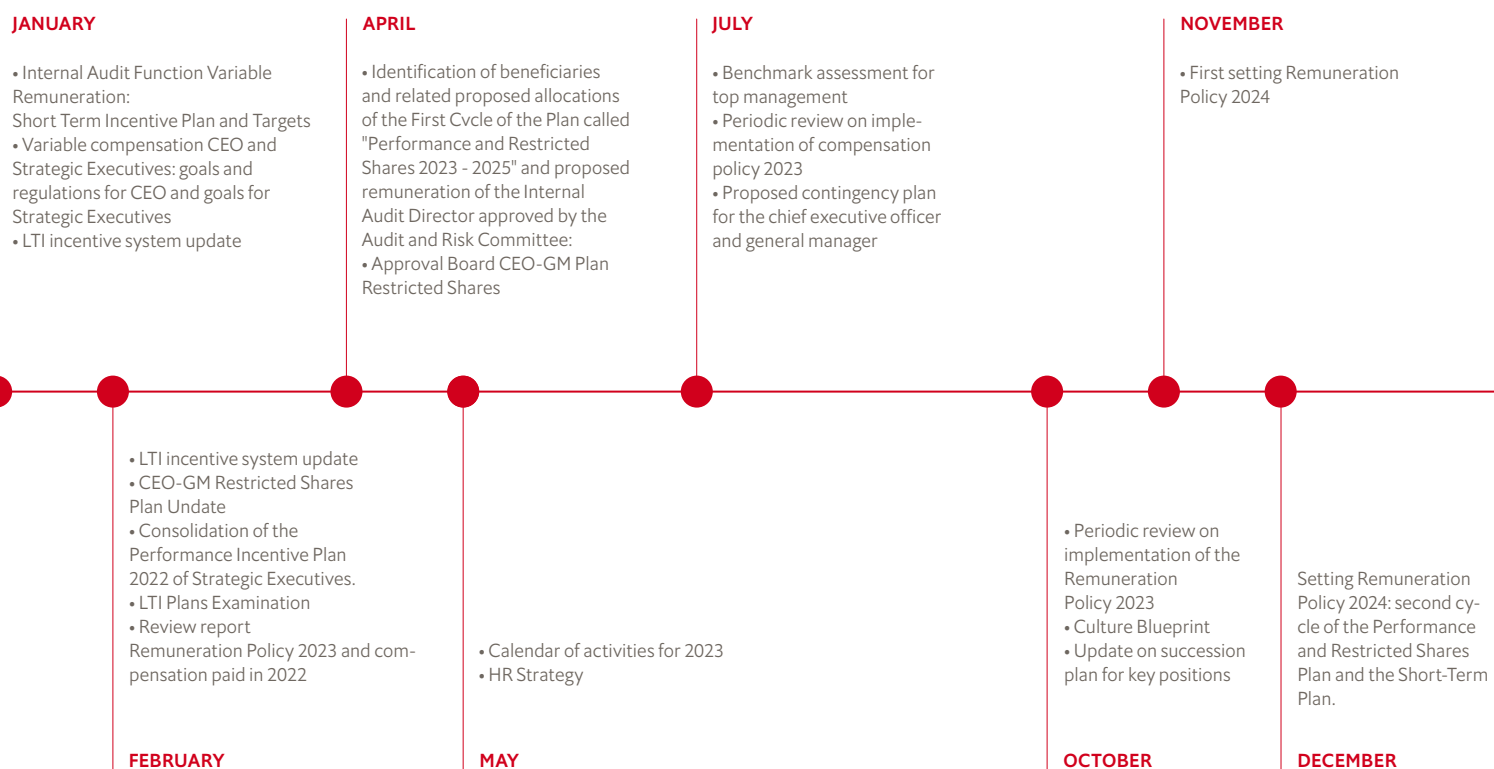 JANUARY
• Internal Audit Function Variable
Remuneration:
Short Term Incentive Plan and Targets
• Variable compensation CEO and
Strategic Executives: goals and
regulations for CEO and goals for
Strategic Executives
• LTI incentive system update
APRIL
• Identification of beneficiaries
and related proposed allocations
of the First Cvcle of the Plan called
"Performance and Restricted
Shares 2023 - 2025" and proposed
remuneration of the Internal
Audit Director approved by the
Audit and Risk Committee:
• Approval Board CEO-GM Plan
Restricted Shares
JULY
• Benchmark assessment for
top management
• Periodic review on imple-
mentation of compensation
policy 2023
• Proposed contingency plan
for the chief executive officer
and general manager
NOVEMBER
• First setting Remuneration
Policy 2024
• LTI incentive system update
• CEO-GM Restricted Shares
Plan Undate
• Consolidation of the
Performance Incentive Plan
2022 of Strategic Executives.
• LTI Plans Examination
• Review report
Remuneration Policy 2023 and com-
pensation paid in 2022
FEBRUARY
• Calendar of activities for 2023
• HR Strategy
MAY
• Periodic review on
implementation of the
Remuneration
Policy 2023
• Culture Blueprint
• Update on succession
plan for key positions
OCTOBER
Setting Remuneration
Policy 2024: second cy-
cle of the Performance
and Restricted Shares
Plan and the Short-Term
Plan.
DECEMBER